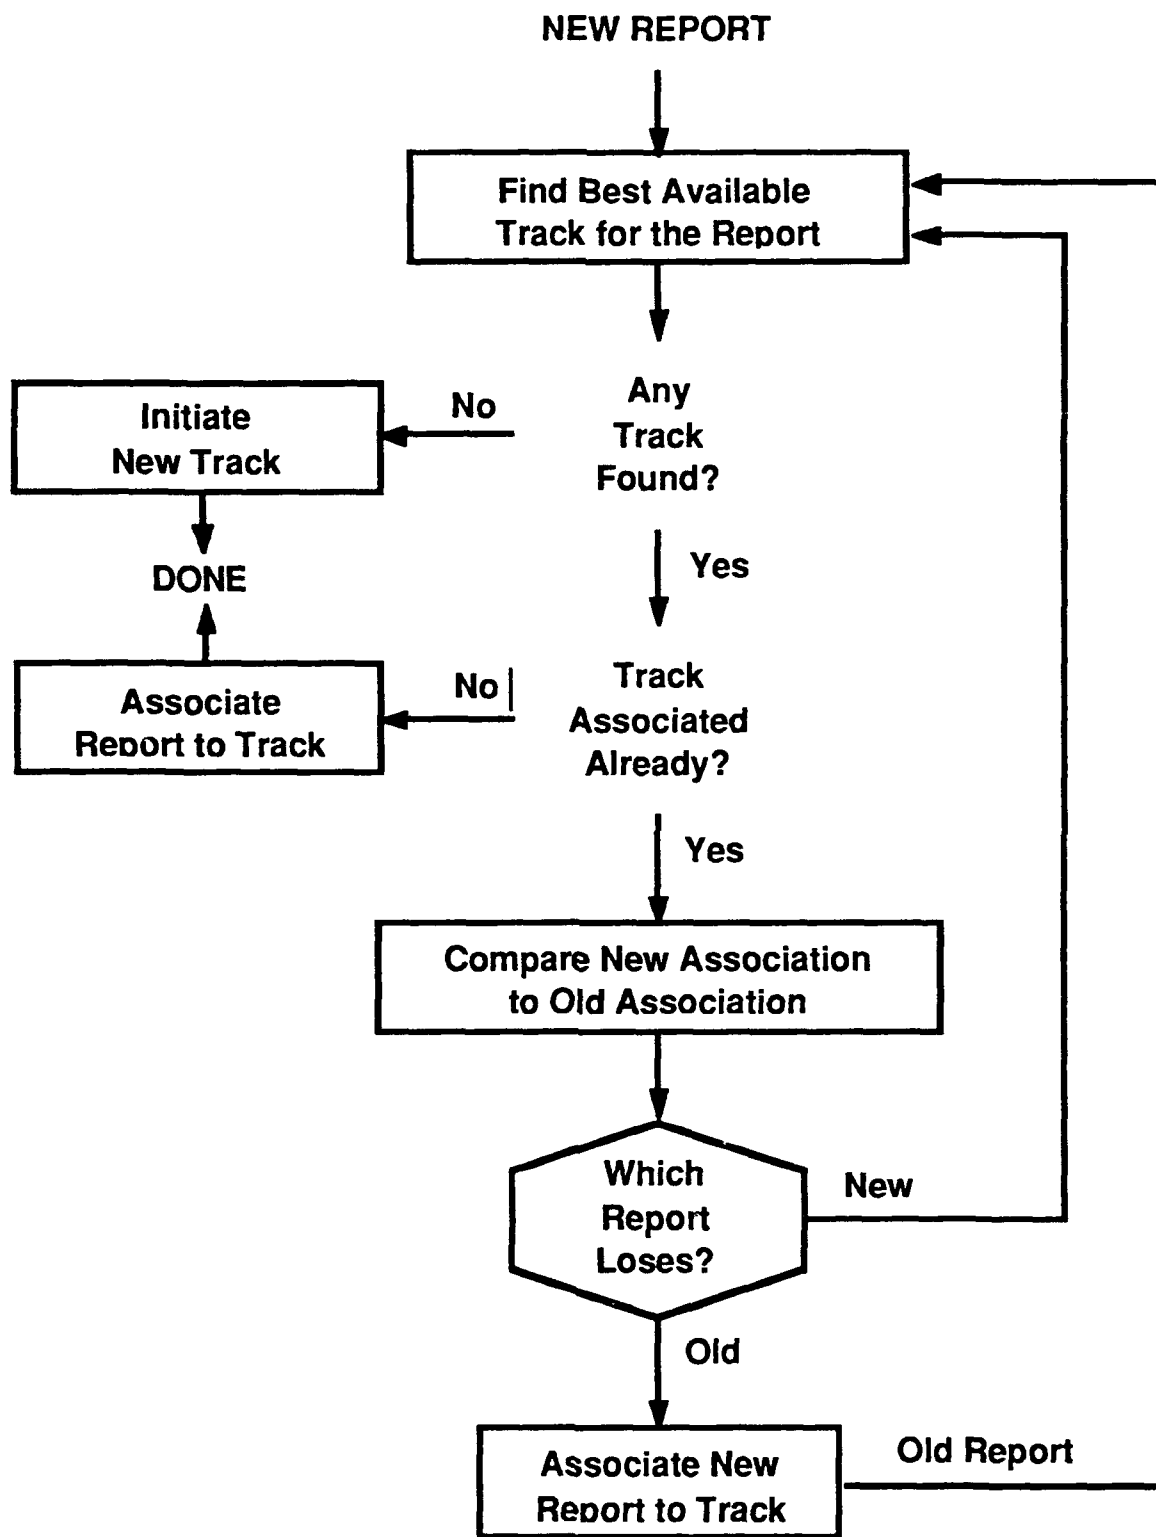 NEW REPORT
Find Best Available
Track for the Report
Any
Track
Found?
No
Initiate
New Track
DONE
Yes
Track
Associated
Already?
No
Associate
Report to Track
Yes
Compare New Association
to Old Association
Which
Report
Loses?
New
Old
Associate New
Report to Track
Old Report